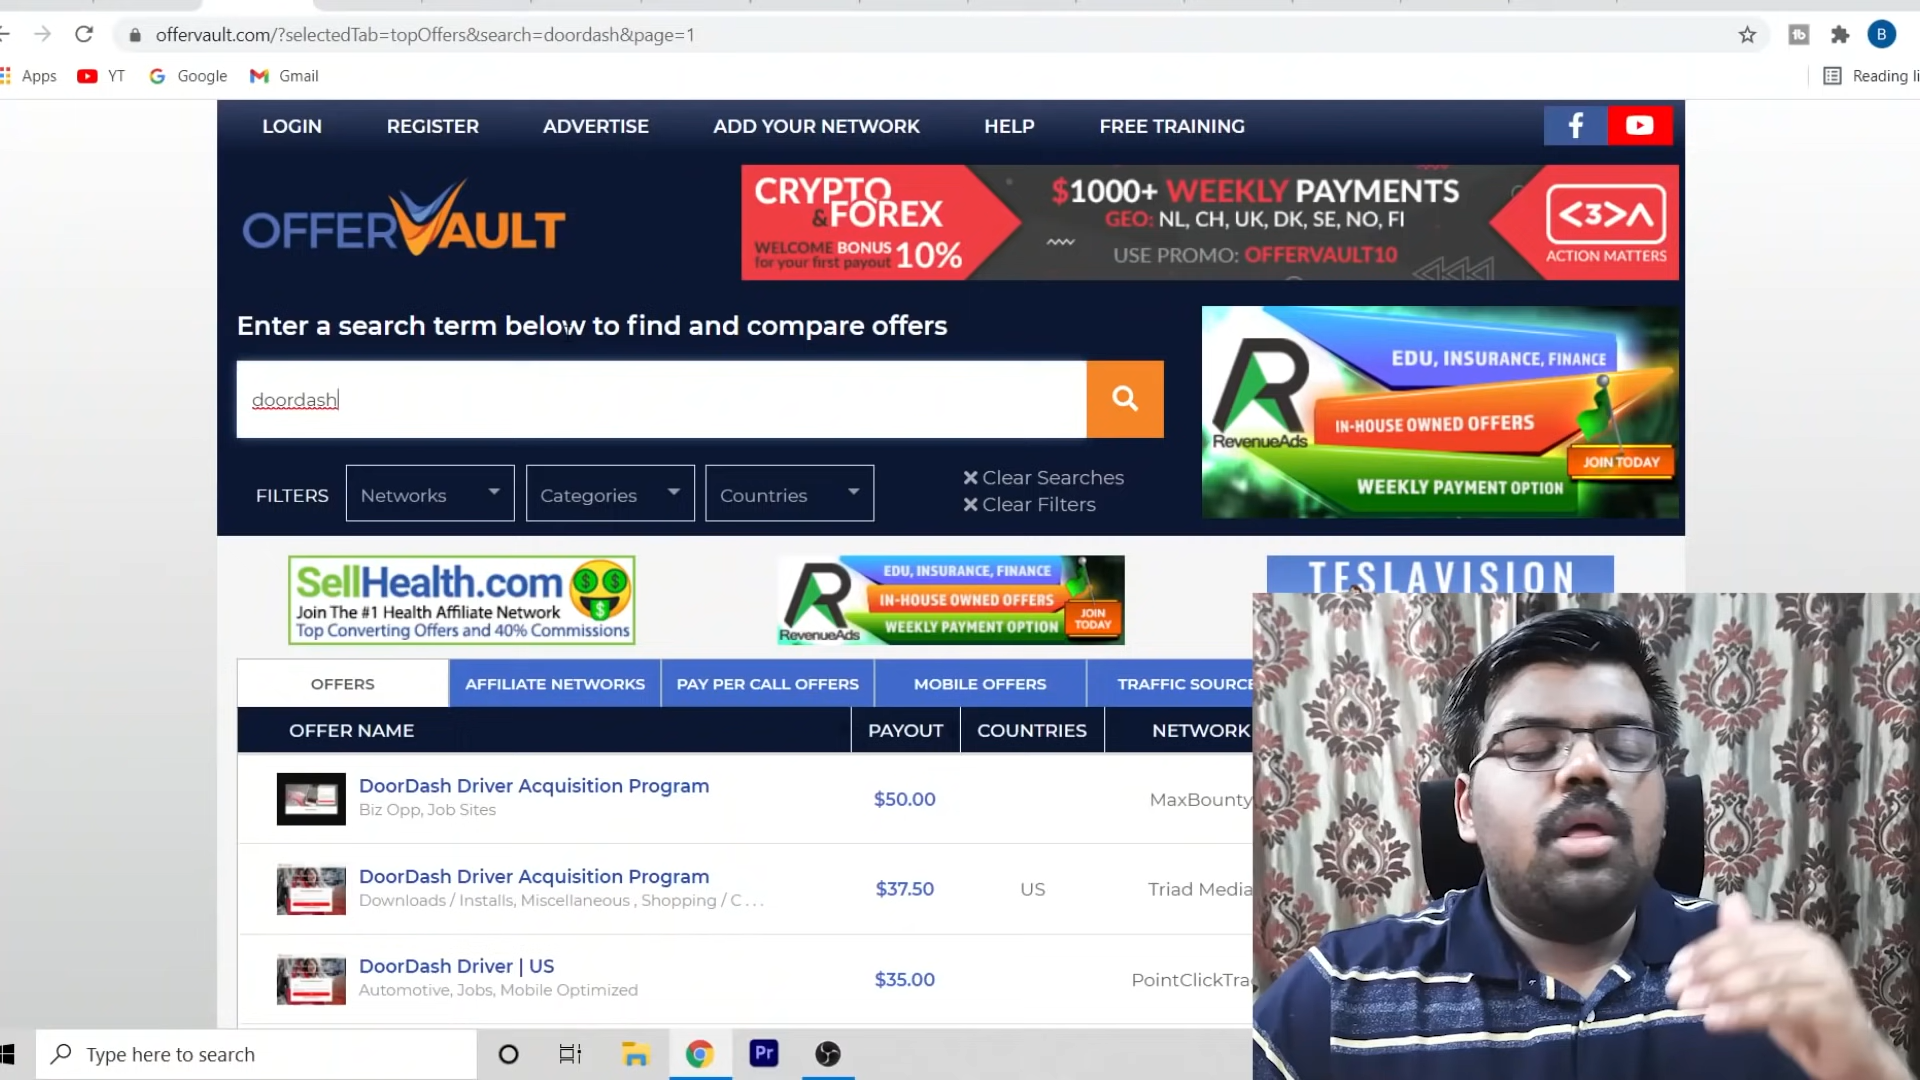 offervault.com/?selectedTab=topOffers&search=doordash&page=1
B
Apps YT Google Gmail
LOGIN REGISTER ADVERTISE ADD YOUR NETWORK HELP FREE TRAINING
OFFERVAULT
CRYPTO & FOREX
WELCOME BONUS
for your first payout 10%
$1000+ WEEKLY PAYMENTS
GEO: NL, CH, UK, DK, SE, NO, FI
USE PROMO: OFFERVAULT10
<3>Λ
ACTION MATTERS
Enter a search term below to find and compare offers
doordash
FILTERS Networks Categories Countries
Clear Searches
Clear Filters
RevenueAds
EDU, INSURANCE, FINANCE
IN-HOUSE OWNED OFFERS
JOIN TODAY
WEEKLY PAYMENT OPTION
SellHealth.com
Join The #1 Health Affiliate Network
Top Converting Offers and 40% Commissions
RevenueAds
EDU, INSURANCE, FINANCE
IN-HOUSE OWNED OFFERS
WEEKLY PAYMENT OPTION
JOIN TODAY
TESLAVISION
OFFERS AFFILIATE NETWORKS PAY PER CALL OFFERS MOBILE OFFERS
OFFER NAME PAYOUT COUNTRIES NETWORK
DoorDash Driver Acquisition Program $50.00 MaxBounty
Biz Opp, Job Sites
DoorDash Driver Acquisition Program $37.50 US Triad Media
Downloads / Installs, Miscellaneous , Shopping / C . . .
DoorDash Driver | US $35.00
Automotive, Jobs, Mobile Optimized
Type here to search
Pr